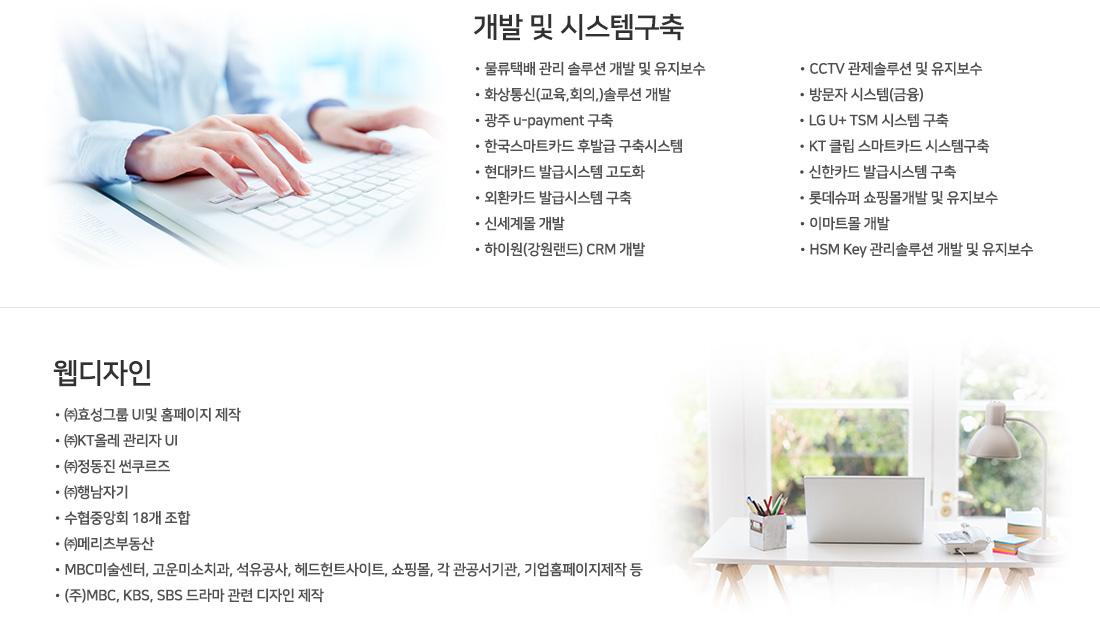 개발 및 시스템구축
• 물류택배 관리 솔루션 개발 및 유지보수
• 화상통신(교육,회의,)솔루션 개발
• 광주 u-payment 구축
• 한국스마트카드 후발급 구축시스템
• 현대카드 발급시스템 고도화
• 외환카드 발급시스템 구축
• 신세계몰 개발
• 하이원(강원랜드) CRM 개발
• CCTV 관제솔루션 및 유지보수
• 방문자 시스템(금융)
• LG U+ TSM 시스템 구축
• KT 클립 스마트카드 시스템구축
• 신한카드 발급시스템 구축
• 롯데슈퍼 쇼핑몰개발 및 유지보수
• 이마트몰 개발
• HSM Key 관리솔루션 개발 및 유지보수
웹디자인
• ㈜효성그룹 UI및 홈페이지 제작
• ㈜KT올레 관리자 UI
• ㈜정동진 썬쿠르즈
• ㈜행남자기
• 수협중앙회 18개 조합
• ㈜메리츠부동산
• MBC미술센터, 고운미소치과, 석유공사, 헤드헌트사이트, 쇼핑몰, 각 관공서기관, 기업홈페이지제작 등
• (주)MBC, KBS, SBS 드라마 관련 디자인 제작